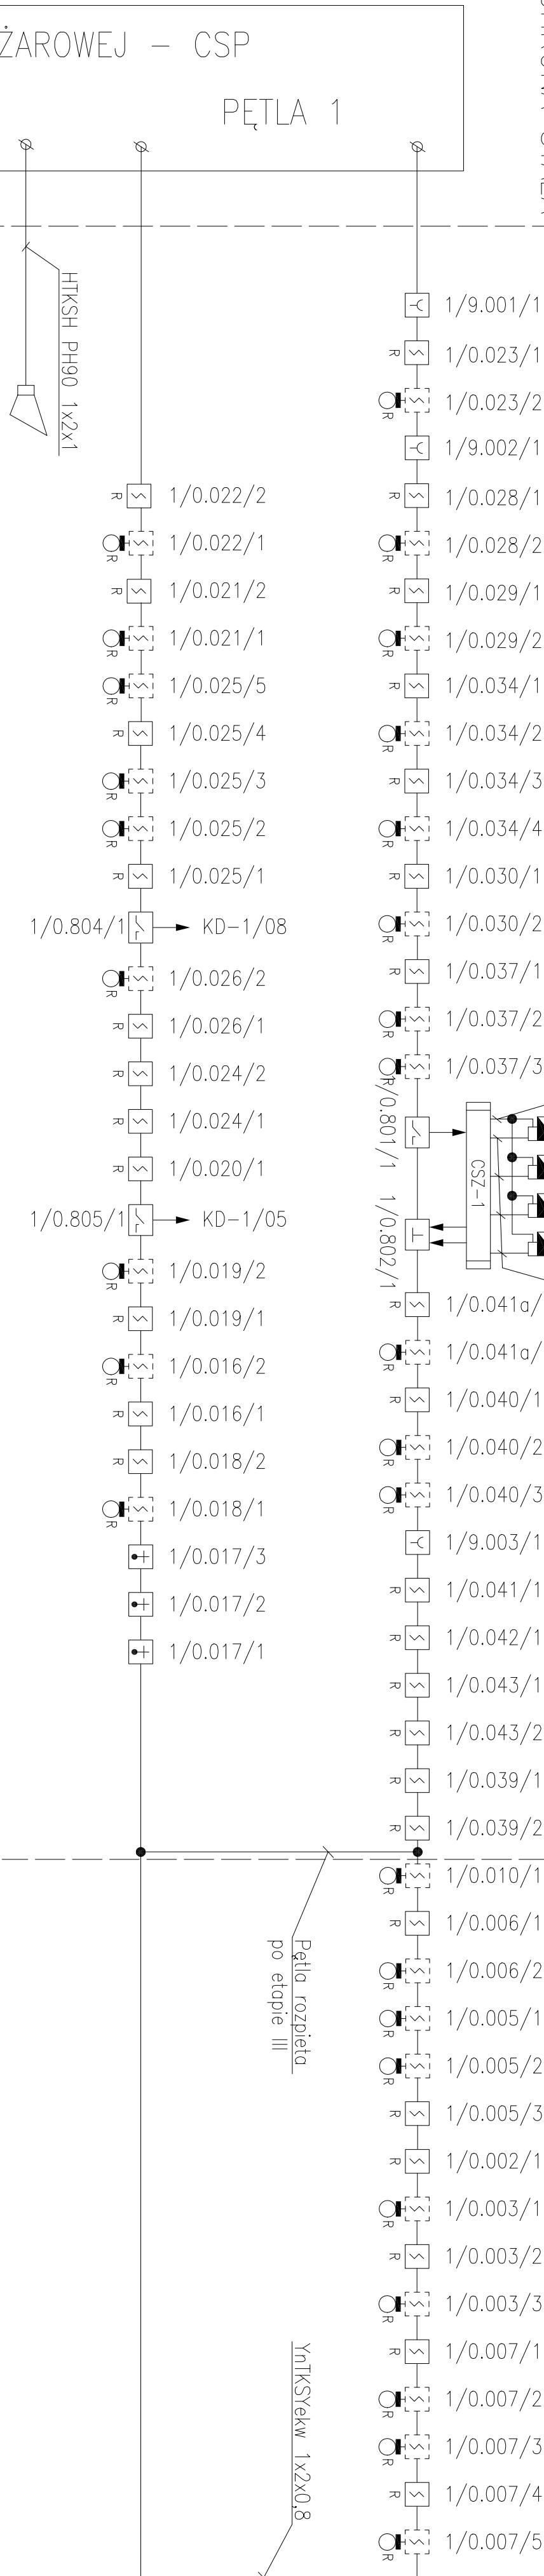 ŻAROWEJ – CSP
PĘTLA 1
HTKSH PH90 1x2x1
1/9.001/1
R 1/0.023/1
R 1/0.023/2
1/9.002/1
R 1/0.028/1
R 1/0.028/2
R 1/0.029/1
R 1/0.029/2
R 1/0.034/1
R 1/0.034/2
R 1/0.034/3
R 1/0.034/4
R 1/0.030/1
R 1/0.030/2
R 1/0.037/1
R 1/0.037/2
R 1/0.037/3
1/0.801/1
CSZ-1
1/0.802/1
R 1/0.041a/
R 1/0.041a/
R 1/0.040/1
R 1/0.040/2
R 1/0.040/3
1/9.003/1
R 1/0.041/1
R 1/0.042/1
R 1/0.043/1
R 1/0.043/2
R 1/0.039/1
R 1/0.039/2
R 1/0.010/1
R 1/0.006/1
R 1/0.006/2
R 1/0.005/1
R 1/0.005/2
R 1/0.005/3
R 1/0.002/1
R 1/0.003/1
R 1/0.003/2
R 1/0.003/3
R 1/0.007/1
R 1/0.007/2
R 1/0.007/3
R 1/0.007/4
R 1/0.007/5
R 1/0.022/2
R 1/0.022/1
R 1/0.021/2
R 1/0.021/1
R 1/0.025/5
R 1/0.025/4
R 1/0.025/3
R 1/0.025/2
R 1/0.025/1
1/0.804/1 KD-1/08
R 1/0.026/2
R 1/0.026/1
R 1/0.024/2
R 1/0.024/1
R 1/0.020/1
1/0.805/1 KD-1/05
R 1/0.019/2
R 1/0.019/1
R 1/0.016/2
R 1/0.016/1
R 1/0.018/2
R 1/0.018/1
1/0.017/3
1/0.017/2
1/0.017/1
Pętla rozpięta
po etapie III
YnTKSYekw 1x2x0,8